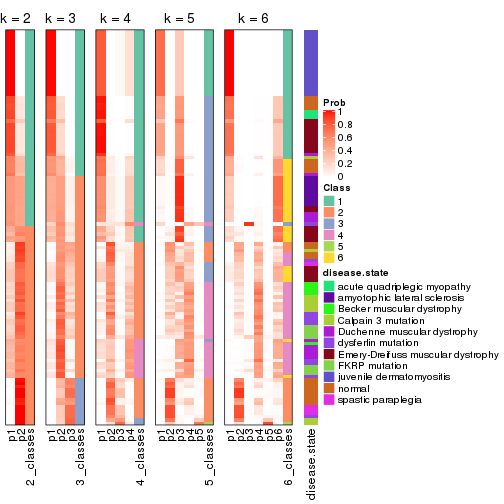 k = 2 k = 3 k = 4 k = 5 k = 6
Prob
1
0.8
0.6
0.4
0.2
0
Class
1
2
3
4
5
6
disease.state
acute quadriplegic myopathy
amyotophic lateral sclerosis
Becker muscular dystrophy
Calpain 3 mutation
Duchenne muscular dystrophy
dysferlin mutation
Emery-Dreifuss muscular dystrophy
FKRP mutation
juvenile dermatomyositis
normal
spastic paraplegia
p1 p2 2_classes p1 p2 p3 3_classes p1 p2 p3 p4 4_classes p1 p2 p3 p4 p5 5_classes p1 p2 p3 p4 p5 p6 6_classes disease.state